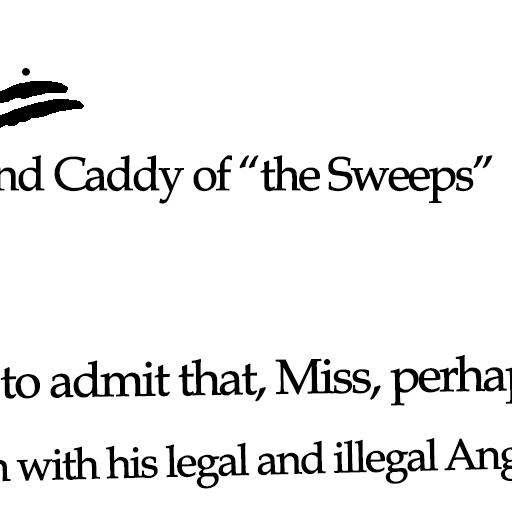 nd Caddy of “the Sweeps”
to admit that, Miss, perhap
with his legal and illegal Ang